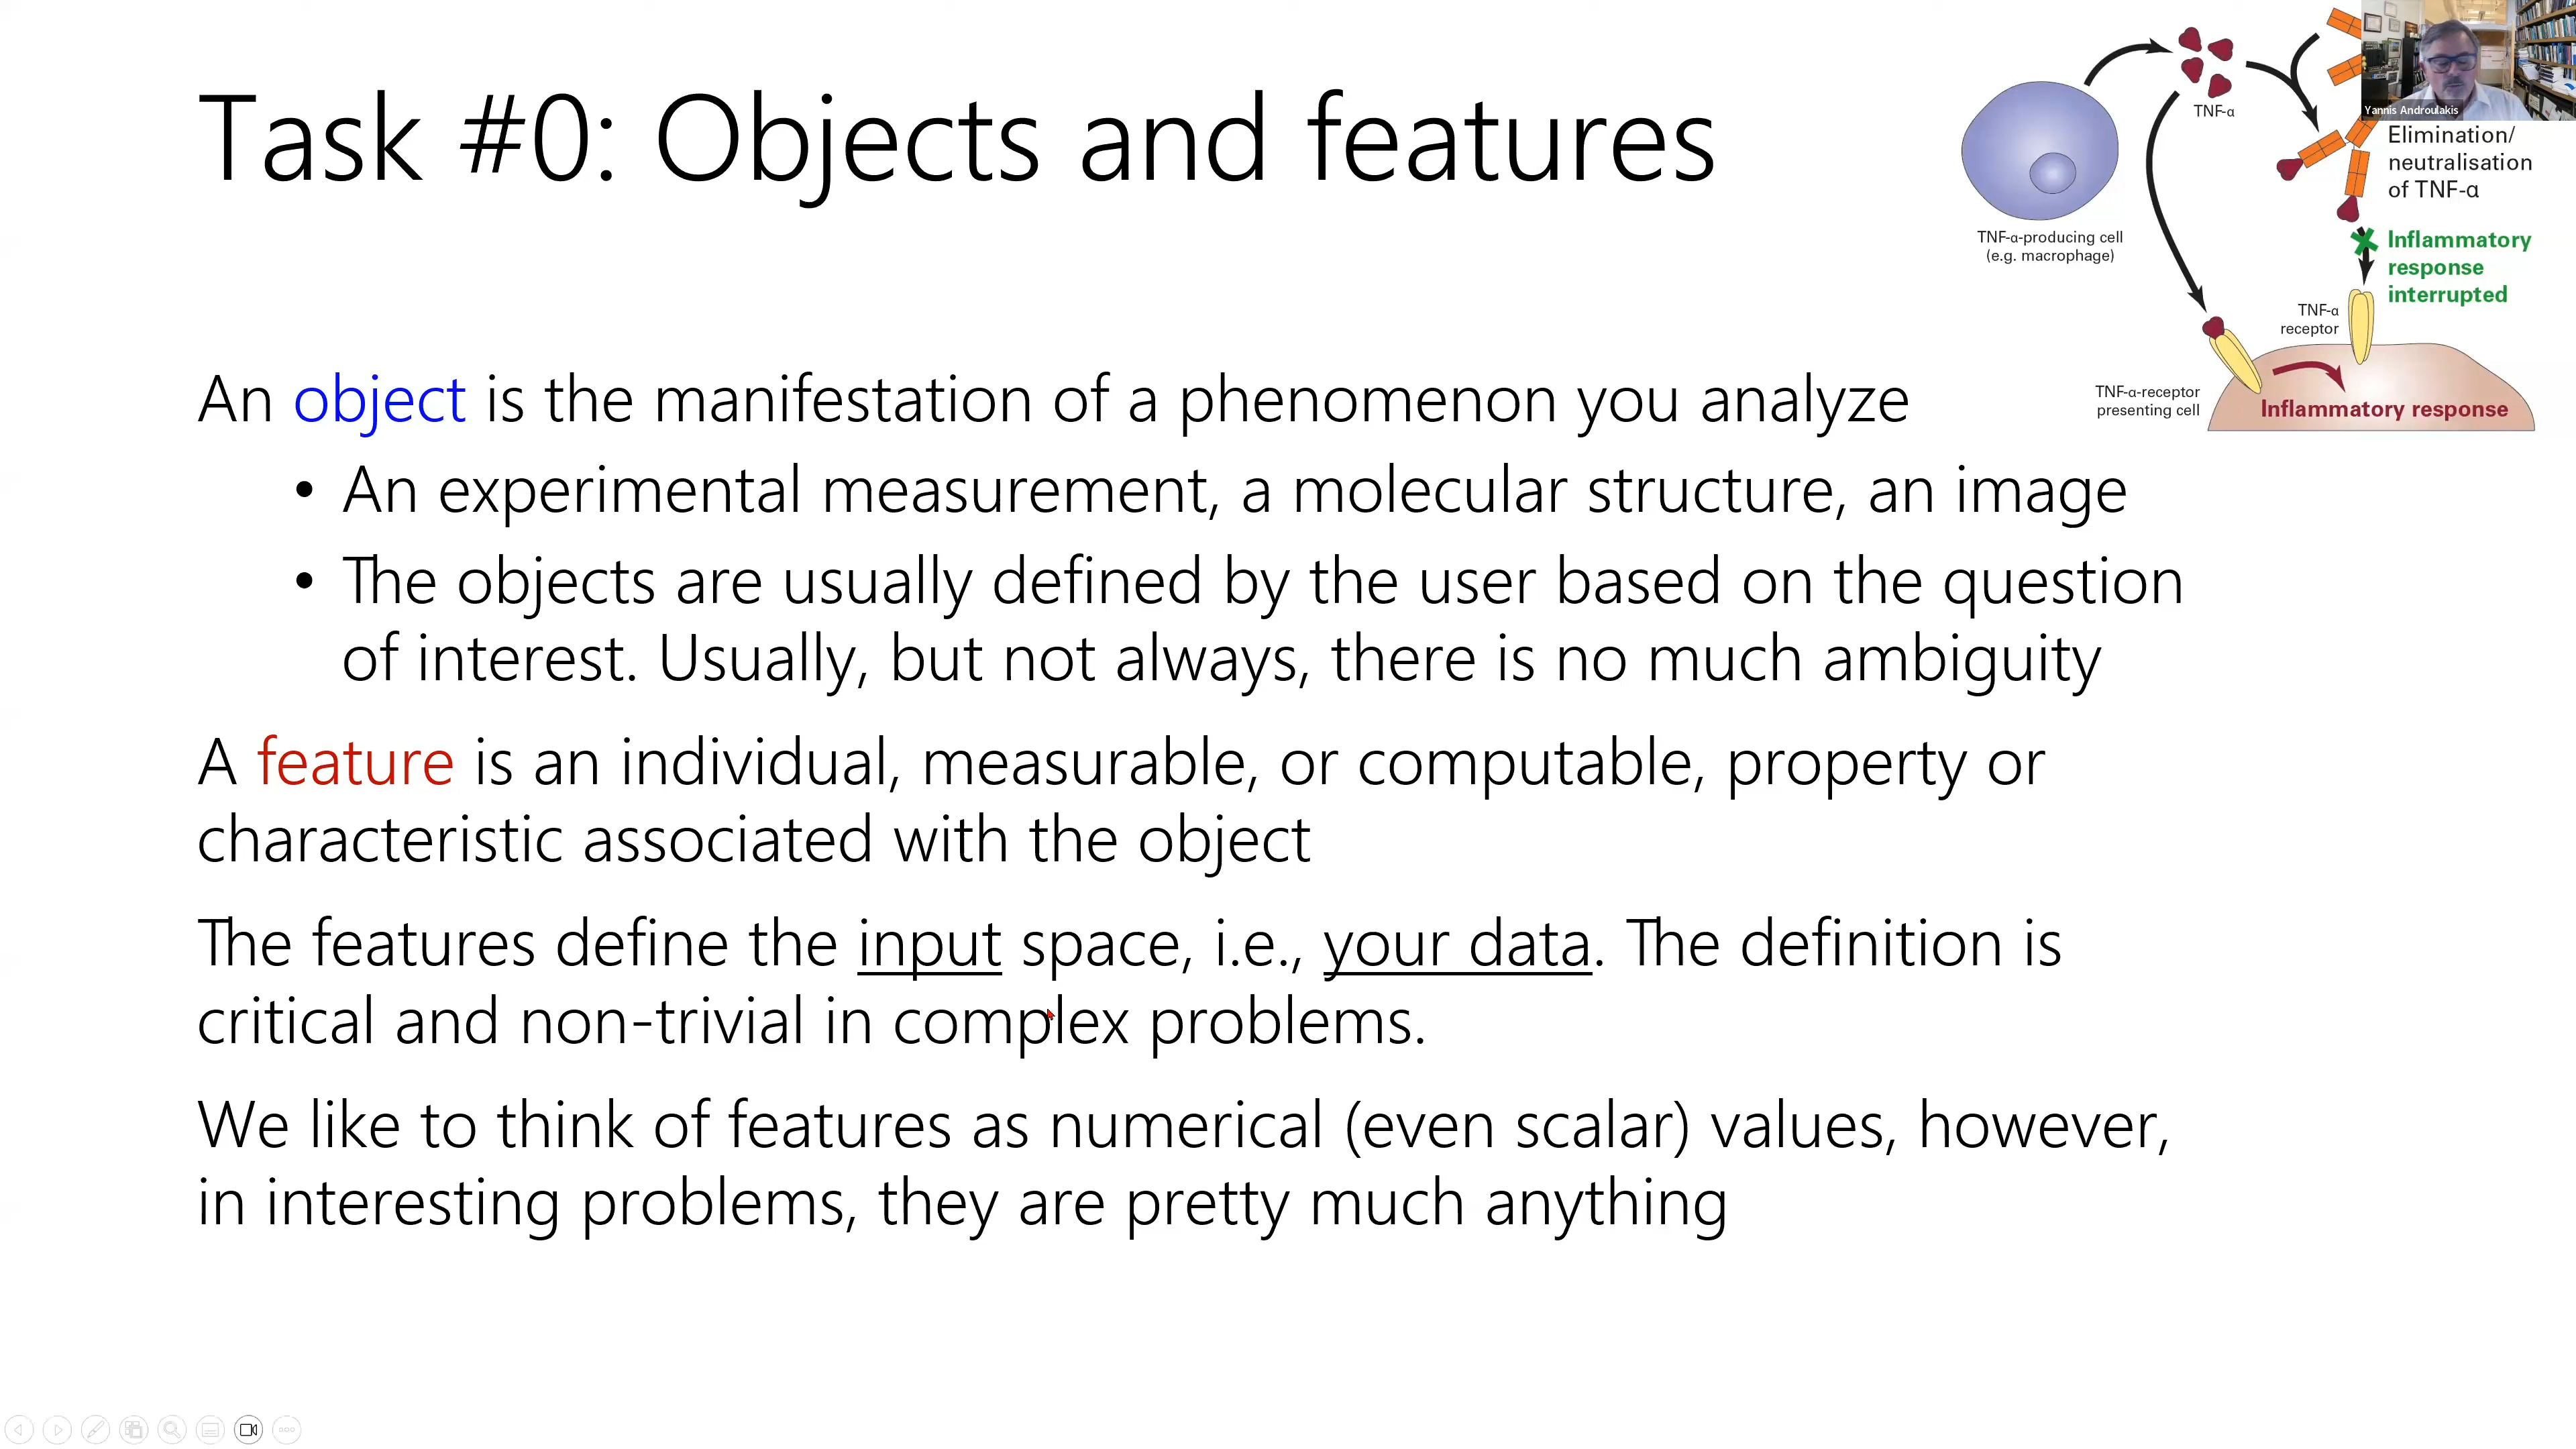 Task #0: Objects and features
An object is the manifestation of a phenomenon you analyze
• An experimental measurement, a molecular structure, an image
• The objects are usually defined by the user based on the question
of interest. Usually, but not always, there is no much ambiguity
A feature is an individual, measurable, or computable, property or
characteristic associated with the object
The features define the input space, i.e., your data. The definition is
critical and non-trivial in complex problems.
We like to think of features as numerical (even scalar) values, however,
in interesting problems, they are pretty much anything
TNF-α
Yannis Androulakis
Elimination/
neutralisation
of TNF-α
TNF-α-producing cell
(e.g. macrophage)
Inflammatory
response
interrupted
TNF-α
receptor
TNF-α-receptor
presenting cell
Inflammatory response